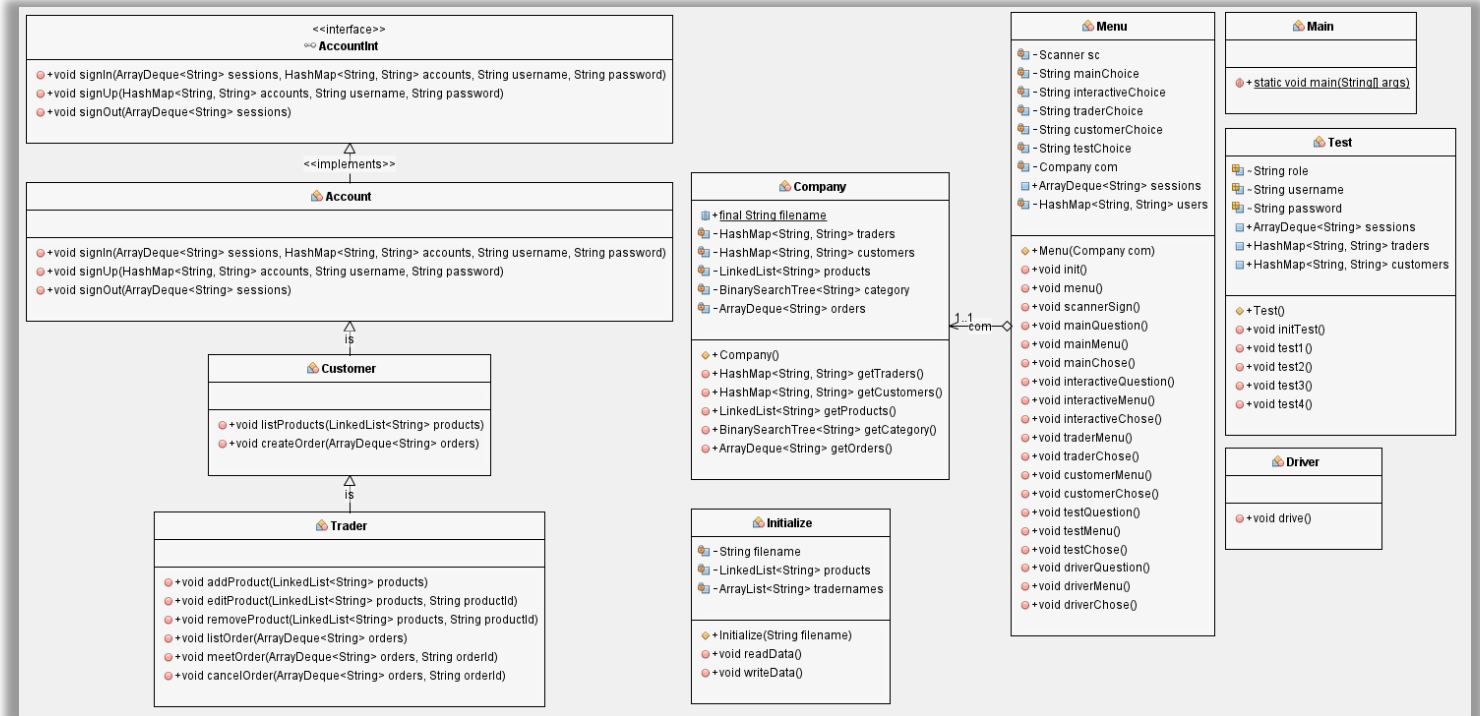 <<interface>>
AccountInt
+void signIn(ArrayDeque<String> sessions, HashMap<String, String> accounts, String username, String password)
+void signUp(HashMap<String, String> accounts, String username, String password)
+void signOut(ArrayDeque<String> sessions)
<<implements>>
Account
+void signIn(ArrayDeque<String> sessions, HashMap<String, String> accounts, String username, String password)
+void signUp(HashMap<String, String> accounts, String username, String password)
+void signOut(ArrayDeque<String> sessions)
is
Customer
+void listProducts(LinkedList<String> products)
+void createOrder(ArrayDeque<String> orders)
is
Trader
+void addProduct(LinkedList<String> products)
+void editProduct(LinkedList<String> products, String productId)
+void removeProduct(LinkedList<String> products, String productId)
+void listOrder(ArrayDeque<String> orders)
+void meetOrder(ArrayDeque<String> orders, String orderId)
+void cancelOrder(ArrayDeque<String> orders, String orderId)
Company
+final String filename
-HashMap<String, String> traders
-HashMap<String, String> customers
-LinkedList<String> products
-BinarySearchTree<String> category
-ArrayDeque<String> orders
+Company()
+HashMap<String, String> getTraders()
+HashMap<String, String> getCustomers()
+LinkedList<String> getProducts()
+BinarySearchTree<String> getCategory()
+ArrayDeque<String> getOrders()
1..1
com
Initialize
-String filename
-LinkedList<String> products
-ArrayList<String> tradernames
+Initialize(String filename)
+void readData()
+void writeData()
Menu
-Scanner sc
-String mainChoice
-String interactiveChoice
-String traderChoice
-String customerChoice
-String testChoice
-Company com
+ArrayDeque<String> sessions
-HashMap<String, String> users
+Menu(Company com)
+void init()
+void menu()
+void scannerSign()
+void mainQuestion()
+void mainMenu()
+void mainChose()
+void interactiveQuestion()
+void interactiveMenu()
+void interactiveChose()
+void traderMenu()
+void traderChose()
+void customerMenu()
+void customerChose()
+void testQuestion()
+void testMenu()
+void testChose()
+void driverQuestion()
+void driverMenu()
+void driverChose()
Main
+ static void main(String[] args)
Test
~String role
~String username
~String password
+ArrayDeque<String> sessions
+HashMap<String, String> traders
+HashMap<String, String> customers
+Test()
+void initTest()
+void test1()
+void test2()
+void test3()
+void test4()
Driver
+void drive()